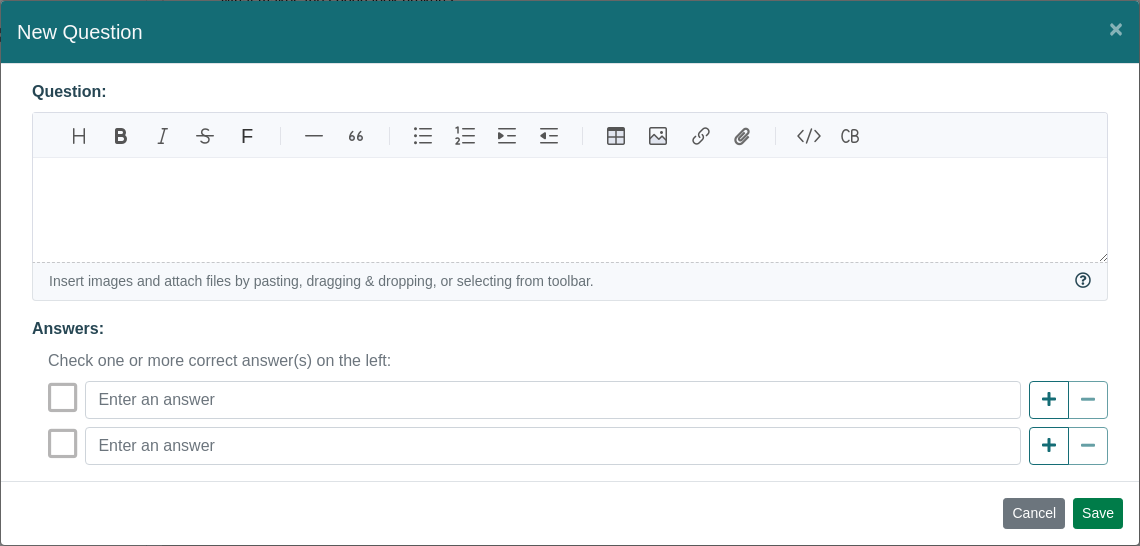 New Question
×
Question:
H B I S F — 66 </> CB
Insert images and attach files by pasting, dragging & dropping, or selecting from toolbar.
Answers:
Check one or more correct answer(s) on the left:
Enter an answer
Enter an answer
Cancel Save